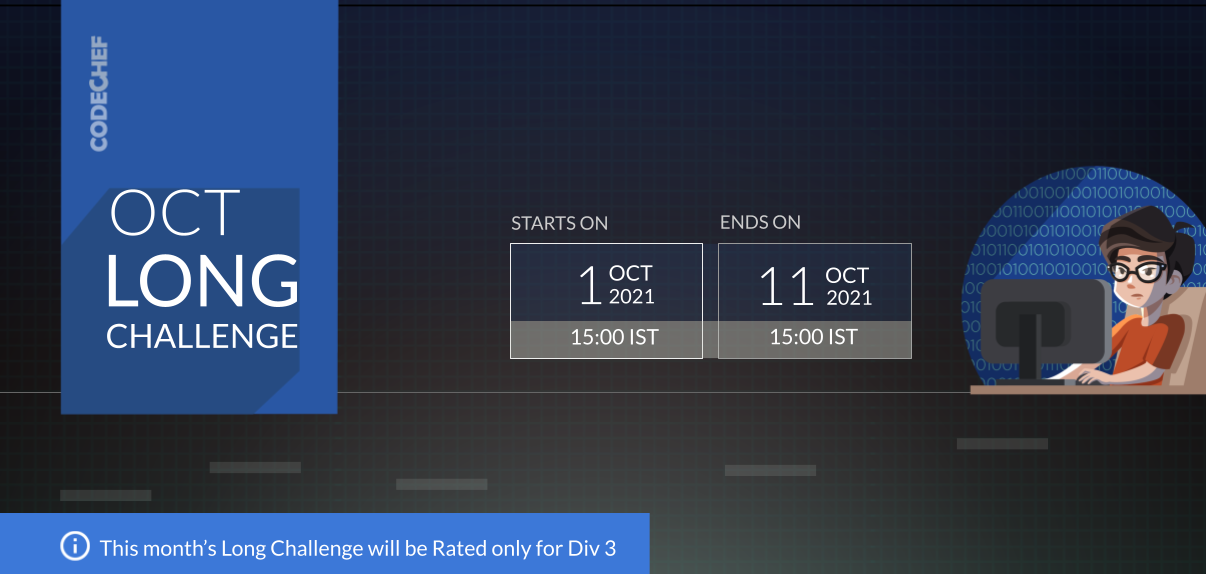 CODECHEF
OCT
LONG
CHALLENGE
STARTS ON
1 OCT
2021
15:00 IST
ENDS ON
11 OCT
2021
15:00 IST
This month's Long Challenge will be Rated only for Div 3